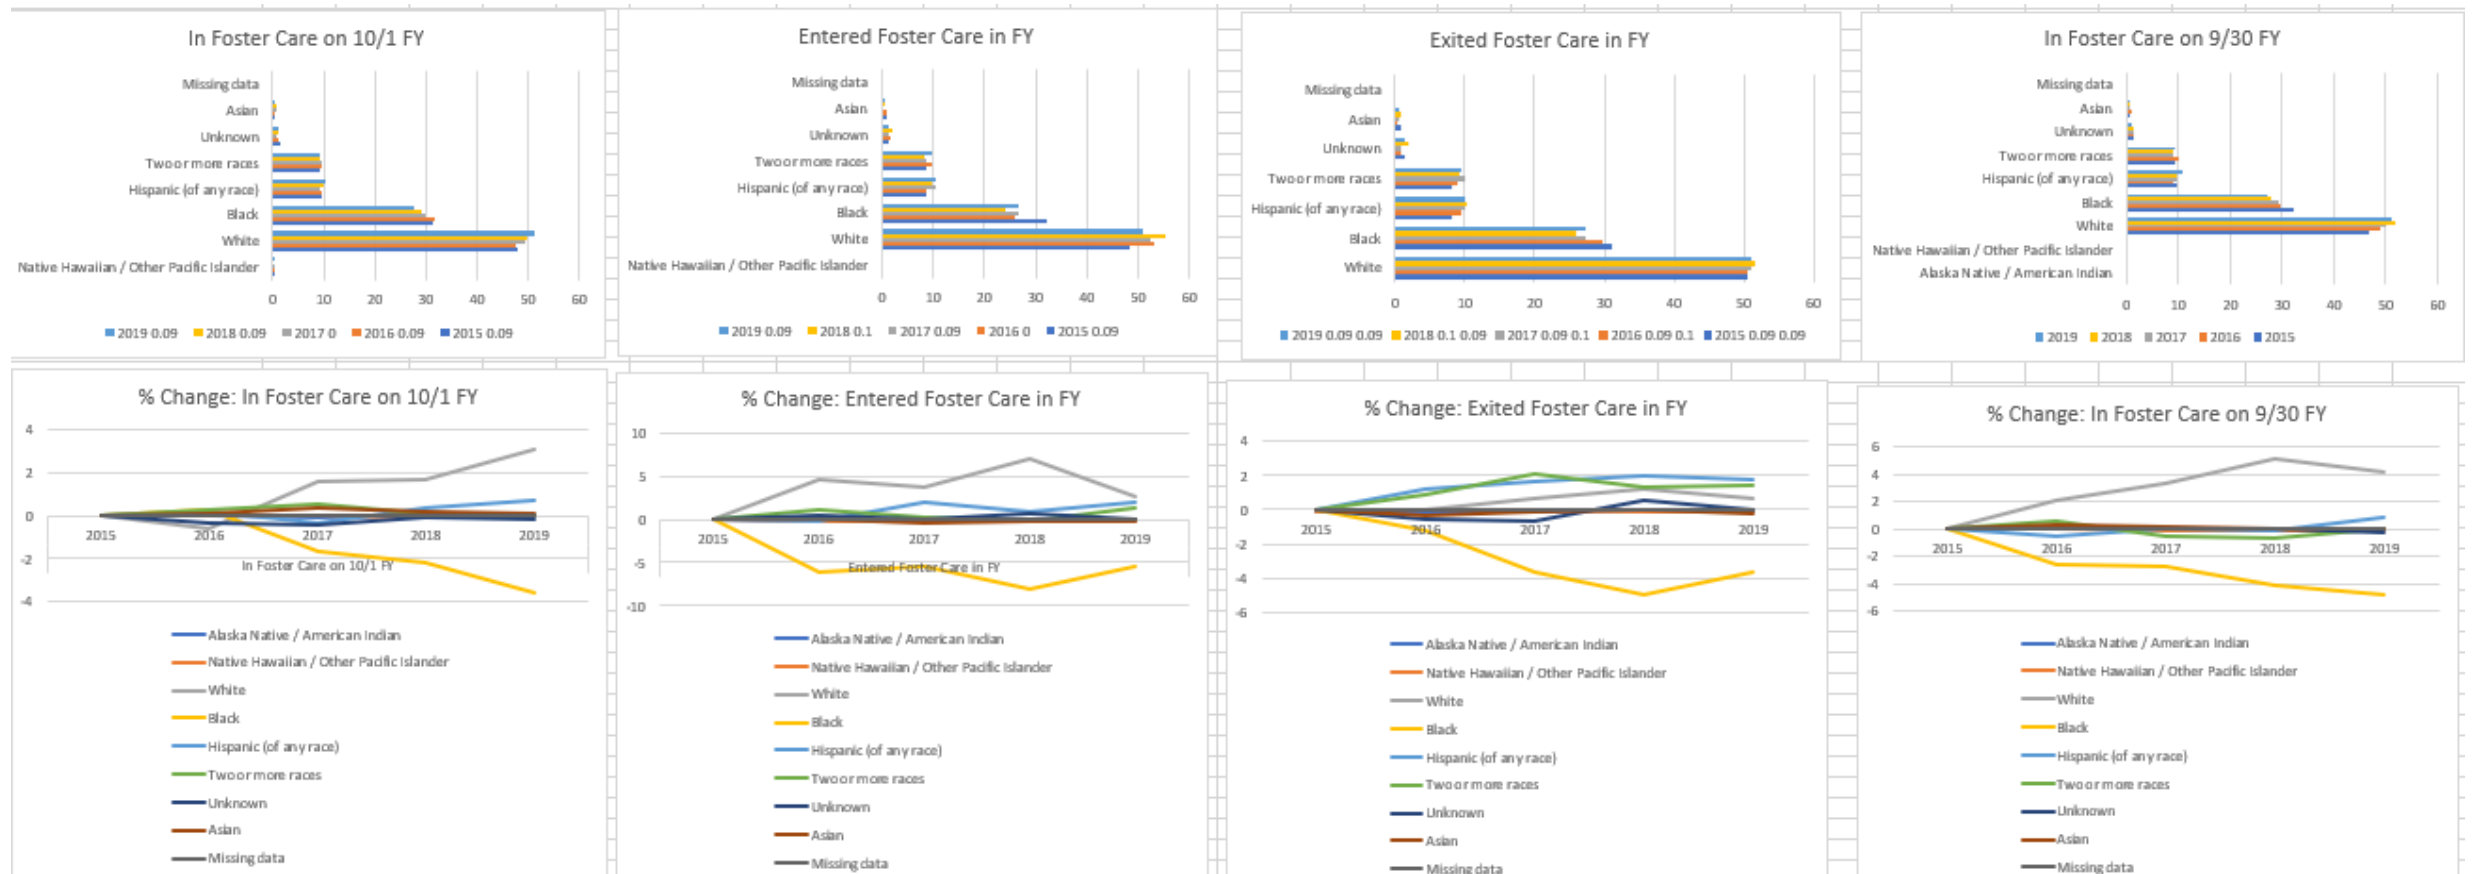 In Foster Care on 10/1 FY
Missing data
Asian
Unknown
Two or more races
Hispanic (of any race)
Black
White
Native Hawaiian / Other Pacific Islander
0 10 20 30 40 50 60
2019 0.09 2018 0.09 2017 0 2016 0.09 2015 0.09
Entered Foster Care in FY
Missing data
Asian
Unknown
Two or more races
Hispanic (of any race)
Black
White
Native Hawaiian / Other Pacific Islander
0 10 20 30 40 50 60
2019 0.09 2018 0.1 2017 0.09 2016 0 2015 0.09
Exited Foster Care in FY
Missing data
Asian
Unknown
Two or more races
Hispanic (of any race)
Black
White
0 10 20 30 40 50 60
2019 0.09 0.09 2018 0.1 0.09 2017 0.09 0.1 2016 0.09 0.1 2015 0.09 0.09
In Foster Care on 9/30 FY
Missing data
Asian
Unknown
Two or more races
Hispanic (of any race)
Black
White
Native Hawaiian / Other Pacific Islander
Alaska Native / American Indian
0 10 20 30 40 50 60
2019 2018 2017 2016 2015
% Change: In Foster Care on 10/1 FY
4
2
0
2015 2016 2017 2018 2019
-2
In Foster Care on 10/1 FY
-4
Alaska Native / American Indian
Native Hawaiian / Other Pacific Islander
White
Black
Hispanic (of any race)
Two or more races
Unknown
Asian
Missing data
% Change: Entered Foster Care in FY
10
5
0
2015 2016 2017 2018 2019
-5
Entered Foster Care in FY
-10
Alaska Native / American Indian
Native Hawaiian / Other Pacific Islander
White
Black
Hispanic (of any race)
Two or more races
Unknown
Asian
Missing data
% Change: Exited Foster Care in FY
4
2
0
2015 2016 2017 2018 2019
-2
-4
-6
Alaska Native / American Indian
Native Hawaiian / Other Pacific Islander
White
Black
Hispanic (of any race)
Two or more races
Unknown
Asian
Missing data
% Change: In Foster Care on 9/30 FY
6
4
2
0
2015 2016 2017 2018 2019
-2
-4
-6
Alaska Native / American Indian
Native Hawaiian / Other Pacific Islander
White
Black
Hispanic (of any race)
Two or more races
Unknown
Asian
Missing data